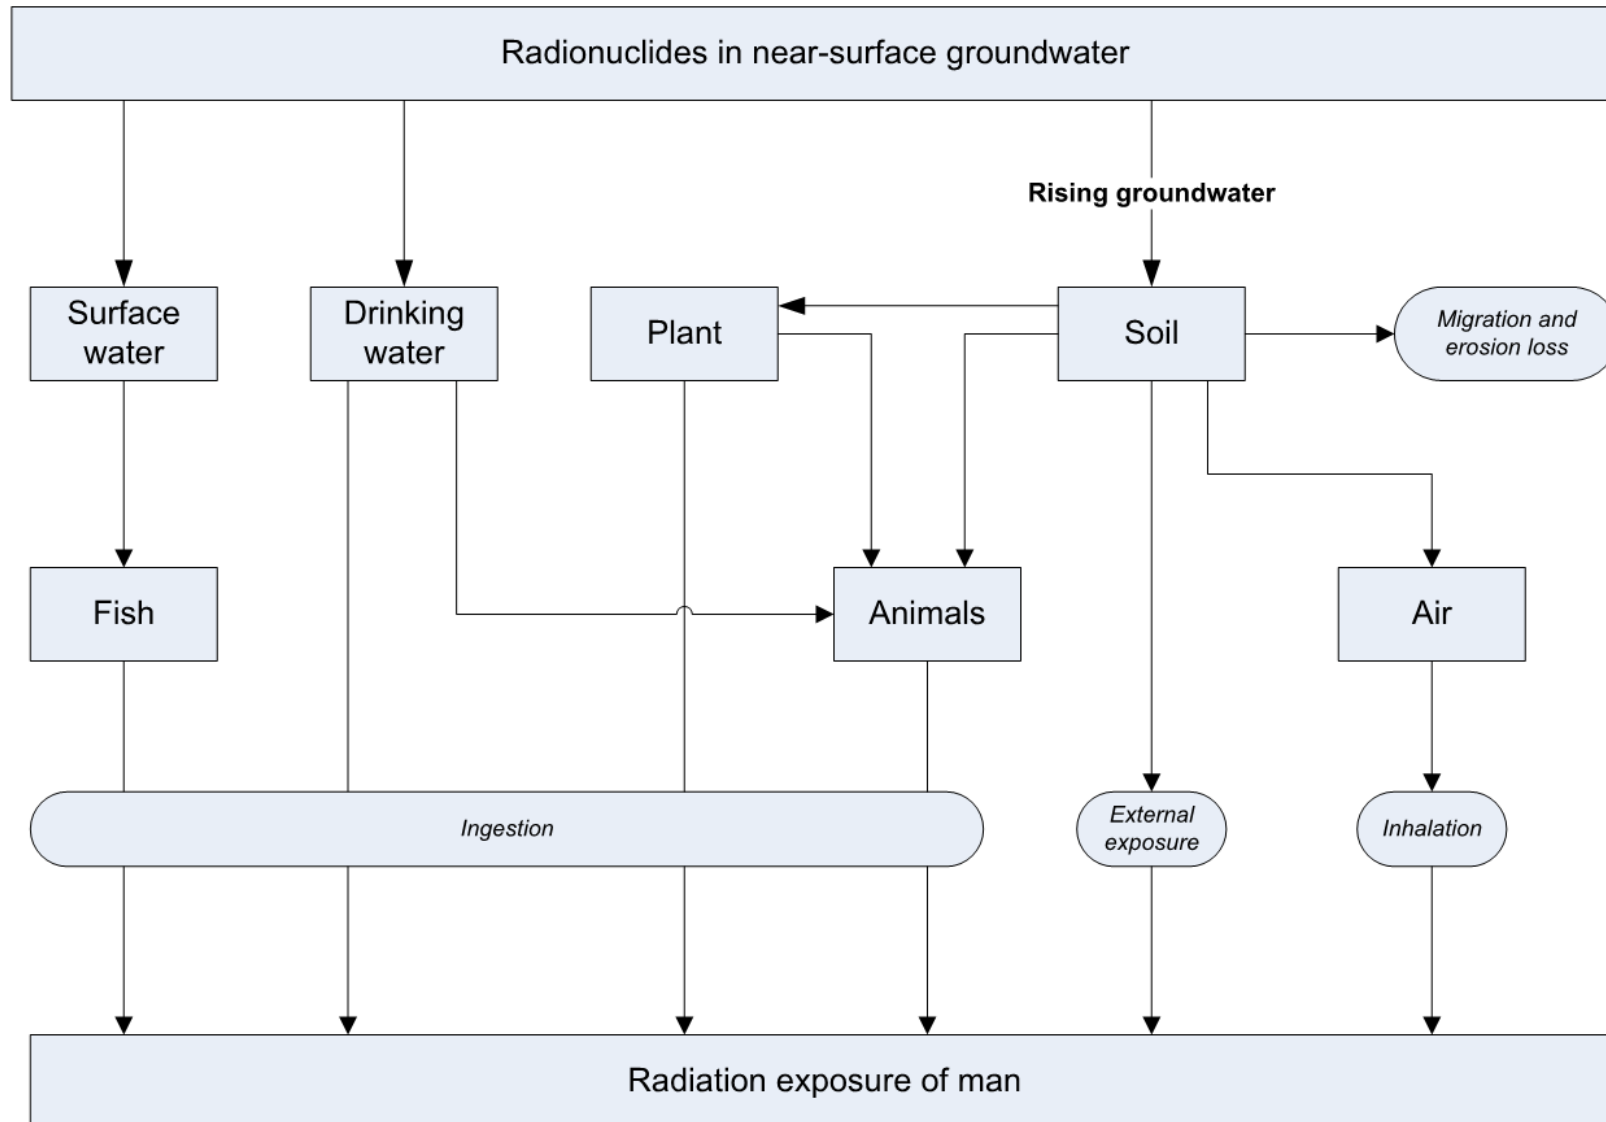 Radionuclides in near-surface groundwater
Rising groundwater
Surface
water
Drinking
water
Plant
Soil
Migration and
erosion loss
Fish
Animals
Air
Ingestion
External
exposure
Inhalation
Radiation exposure of man